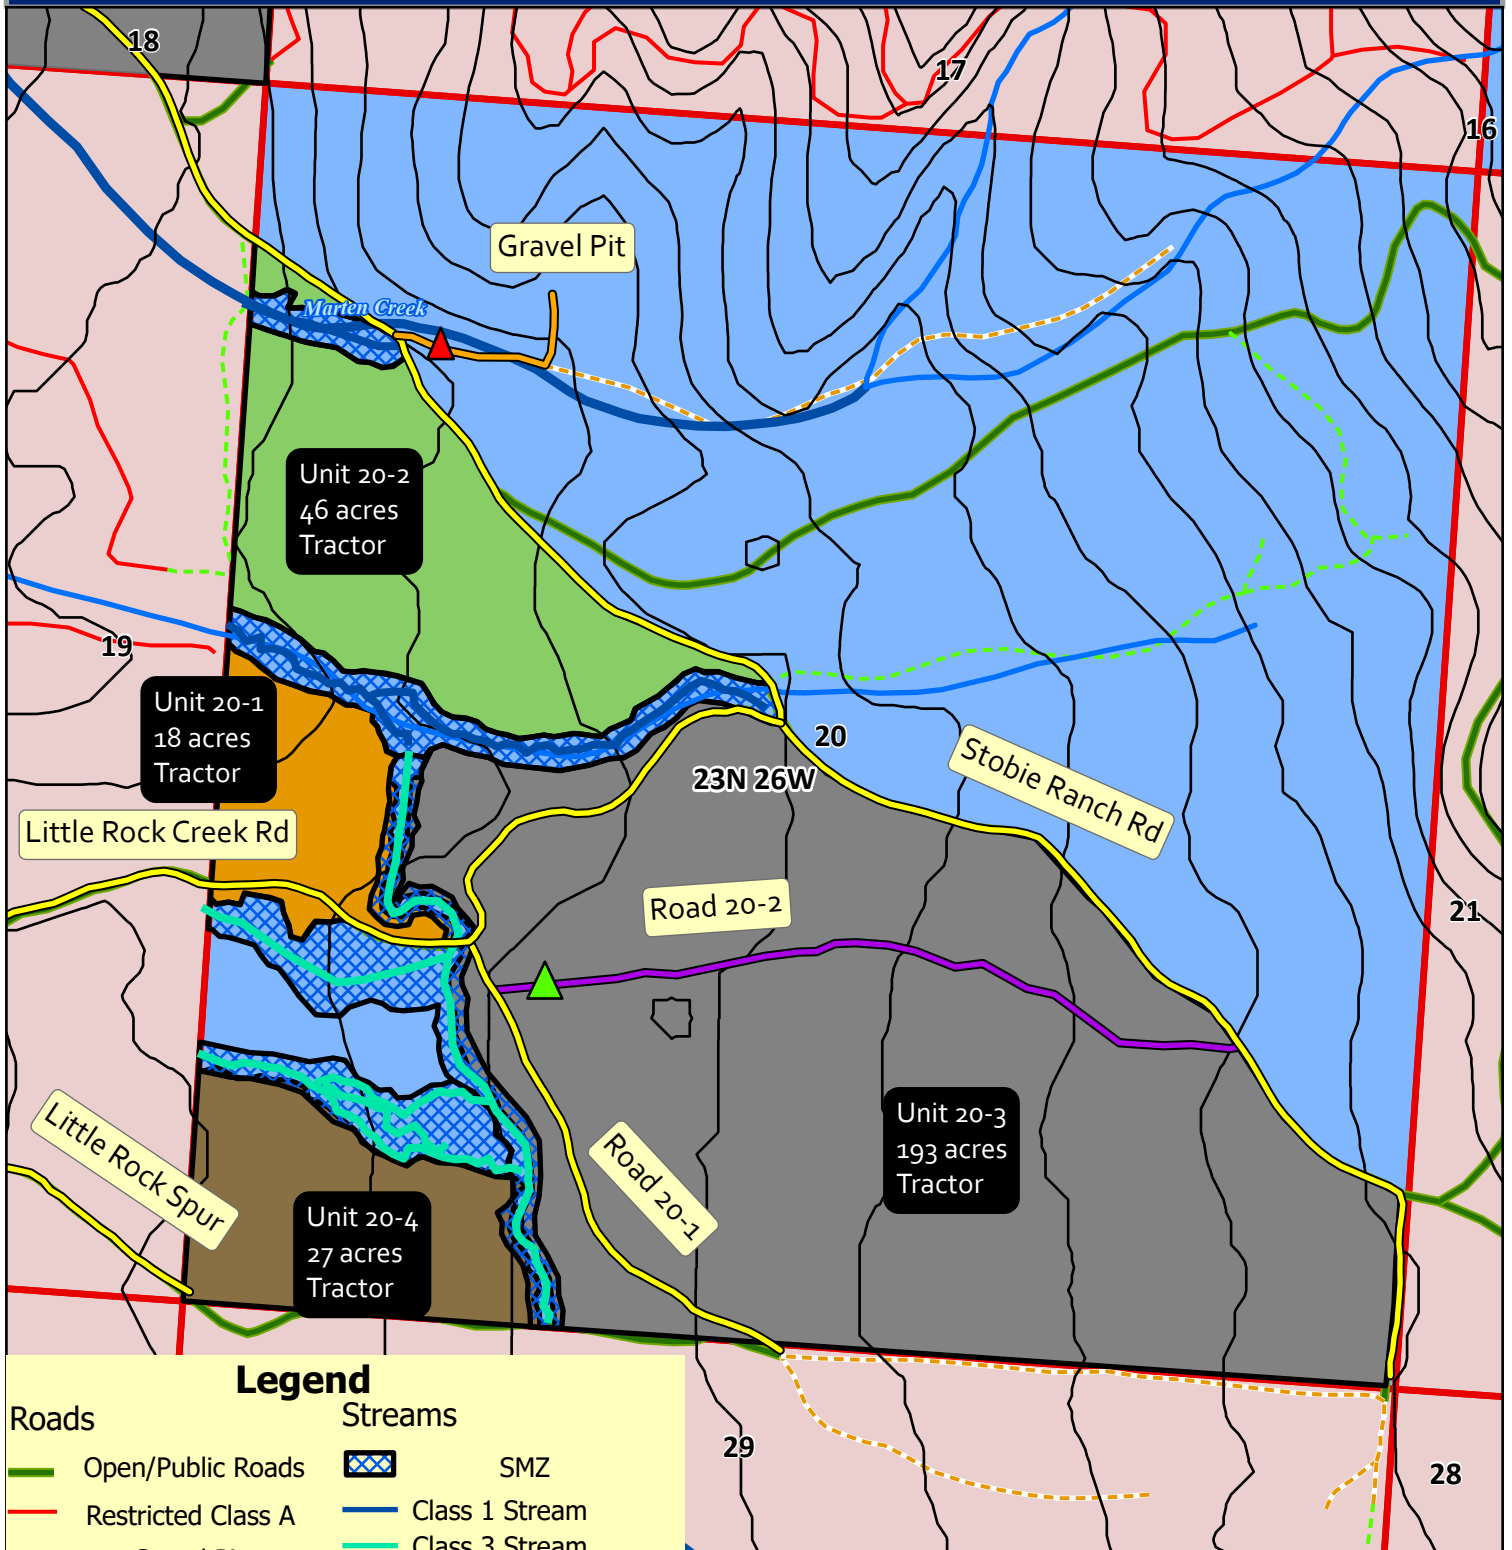 18
17
16
Gravel Pit
Marten Creek
Unit 20-2
46 acres
Tractor
19
Unit 20-1
18 acres
Tractor
20
23N 26W
Stobie Ranch Rd
Little Rock Creek Rd
Road 20-2
21
Unit 20-3
193 acres
Tractor
Little Rock Spur
Road 20-1
Unit 20-4
27 acres
Tractor
29
28
Legend
Roads
Streams
Open/Public Roads
SMZ
Restricted Class A
Class 1 Stream
Class 3 Stream